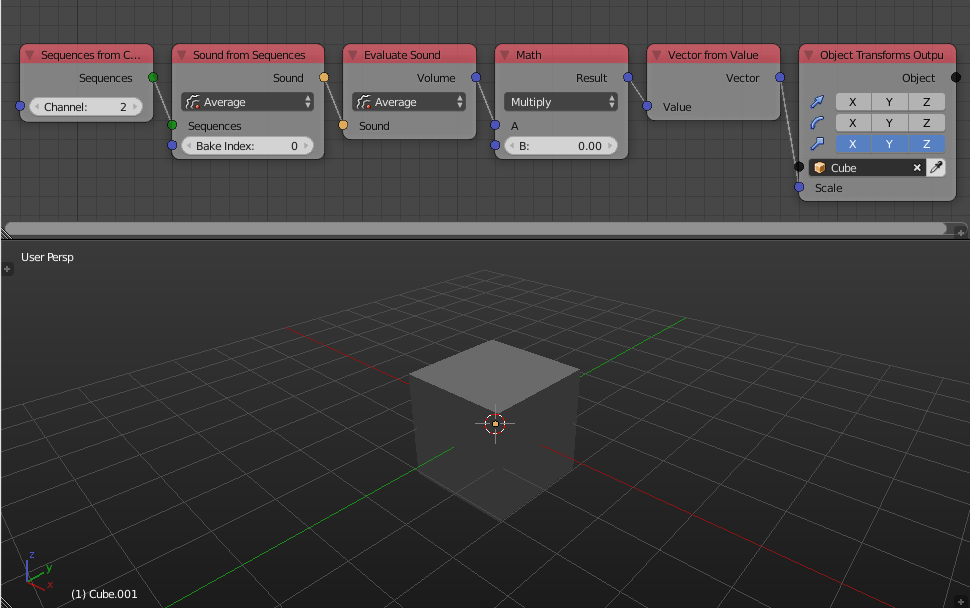 Sequences from C...
Sequences
Channel: 2
Sound from Sequences
Sound
Average
Sequences
Bake Index: 0
Evaluate Sound
Volume
Average
Sound
Math
Result
Multiply
A
B: 0.00
Vector from Value
Vector
Value
Object Transforms Outpu
Object
X Y Z
X Y Z
X Y Z
Cube
Scale
User Persp
z
y
x
(1) Cube.001